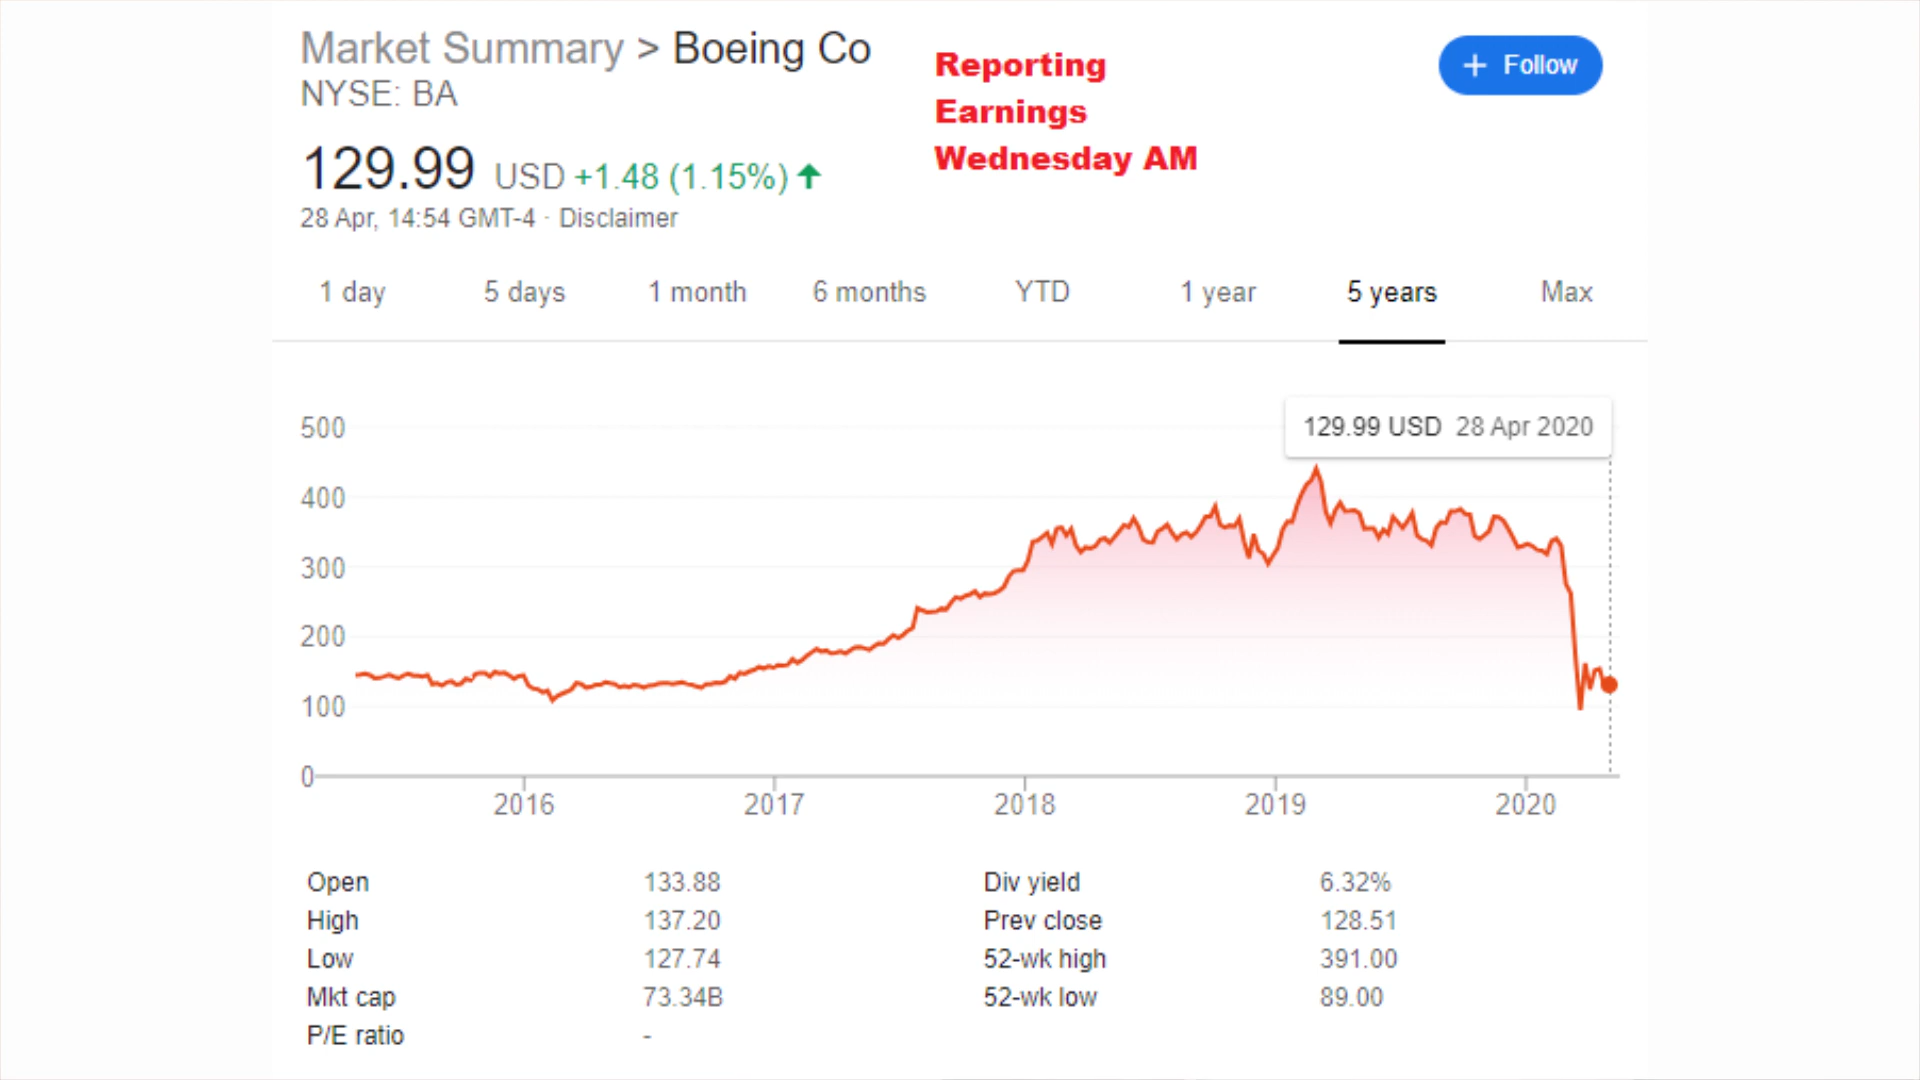 Market Summary > Boeing Co
NYSE: BA
Reporting
Earnings
Wednesday AM
+ Follow
129.99 USD +1.48 (1.15%)
28 Apr, 14:54 GMT-4 · Disclaimer
1 day 5 days 1 month 6 months YTD 1 year 5 years Max
129.99 USD 28 Apr 2020
500
400
300
200
100
0
2016 2017 2018 2019 2020
Open 133.88 Div yield 6.32%
High 137.20 Prev close 128.51
Low 127.74 52-wk high 391.00
Mkt cap 73.34B 52-wk low 89.00
P/E ratio -